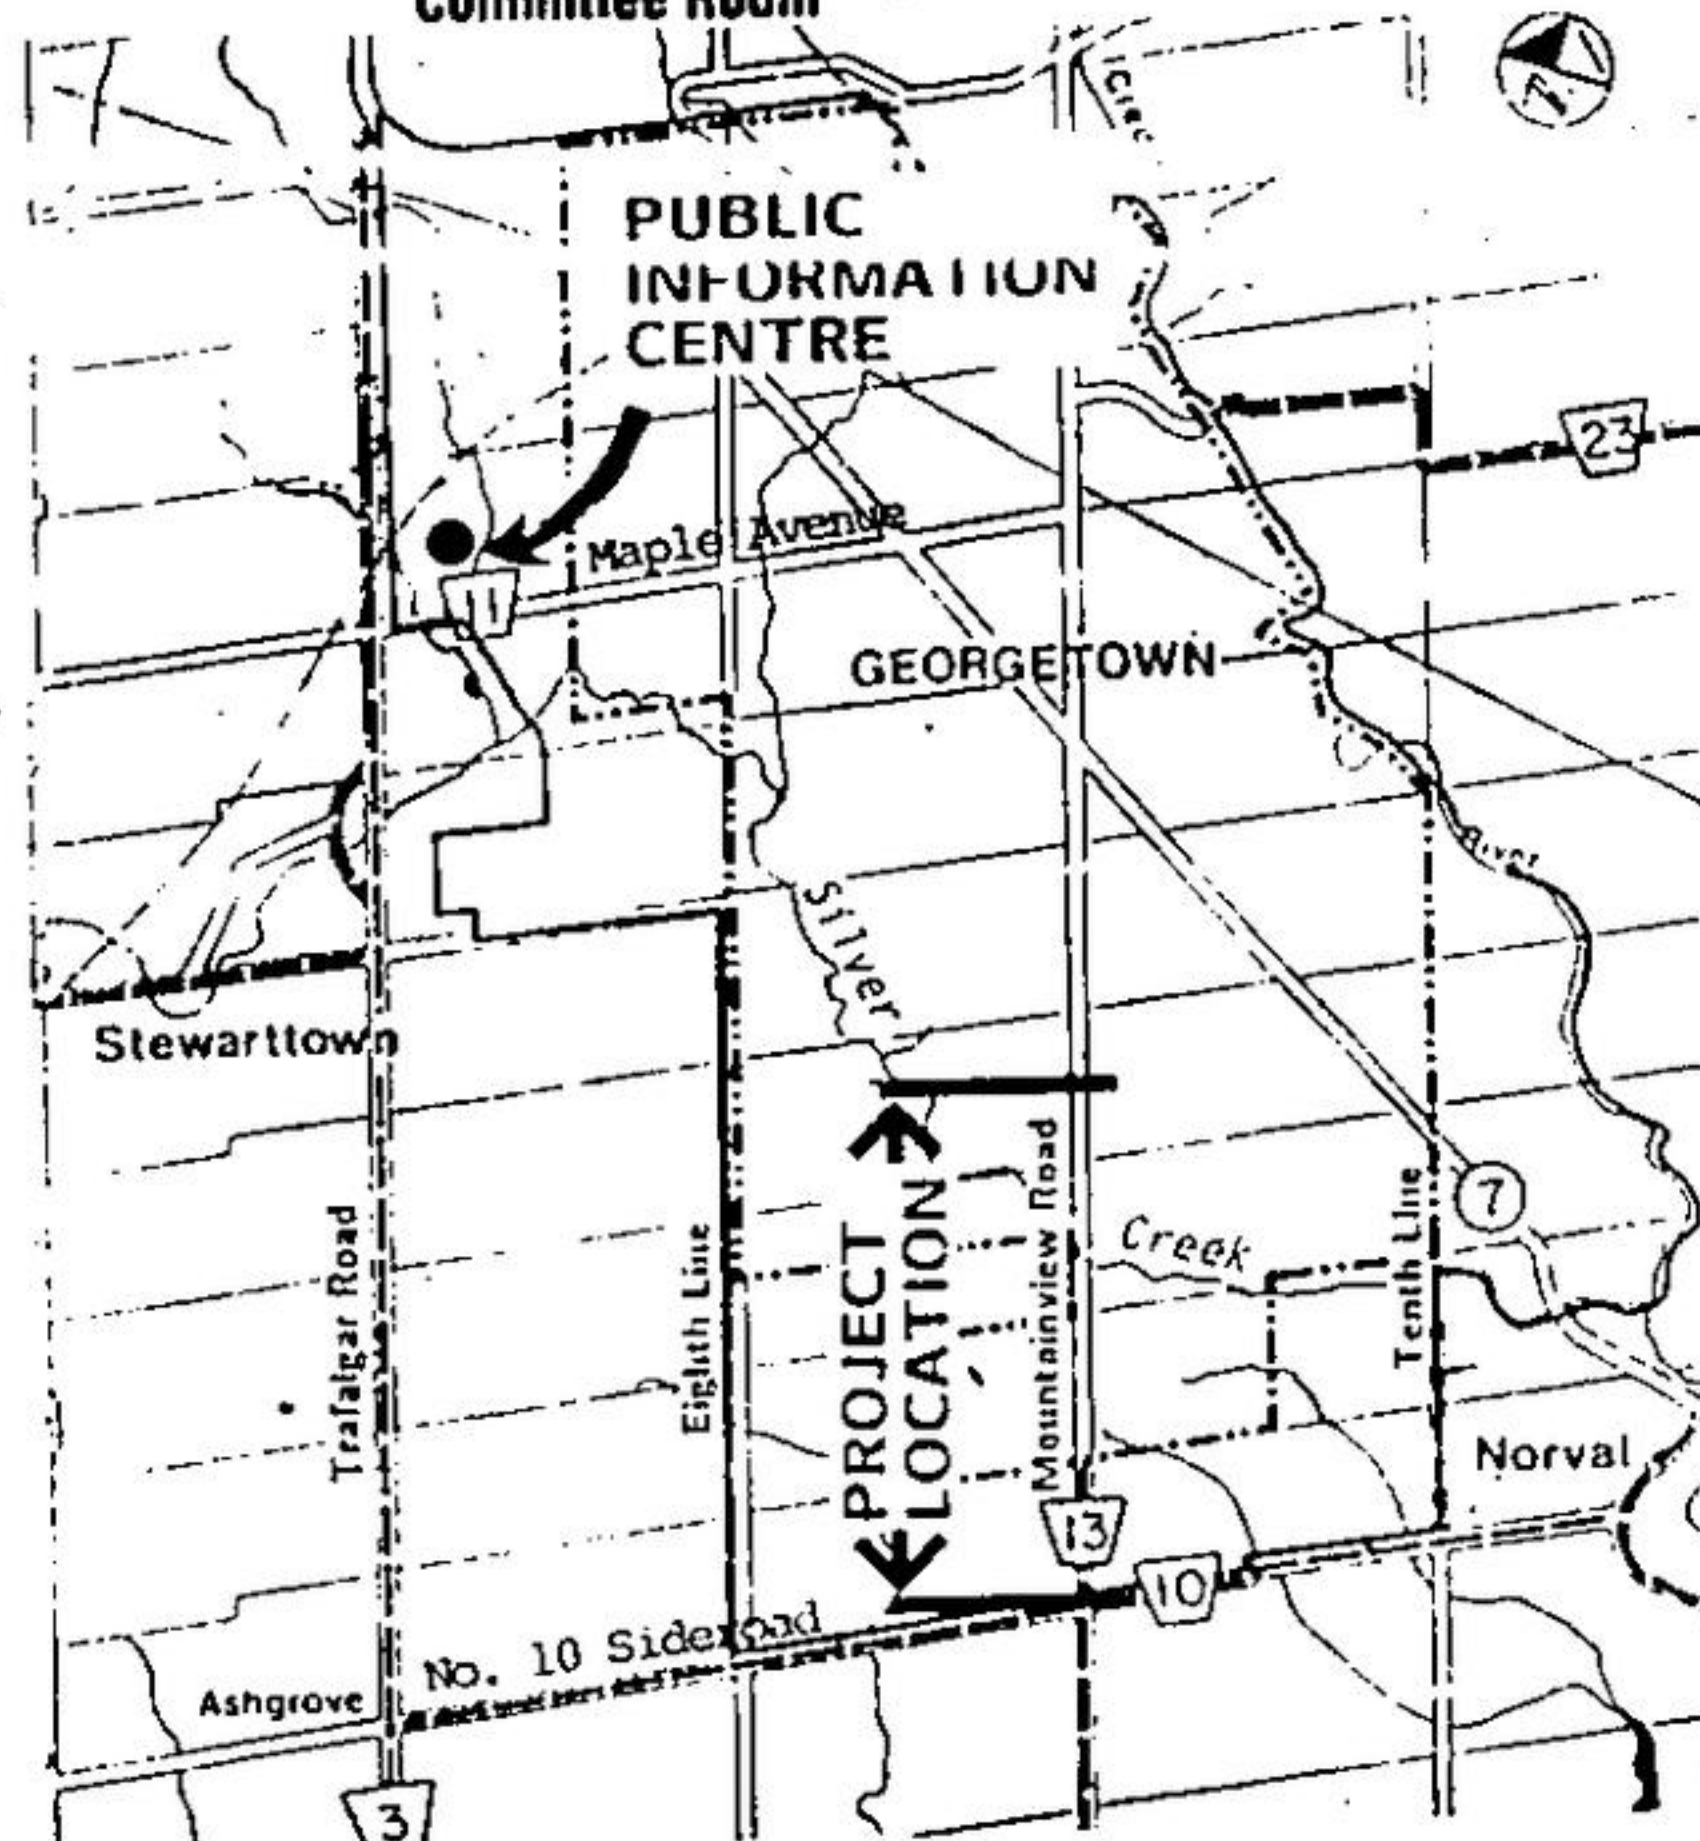 Committee Room
PUBLIC
INFORMATION
CENTRE
23
Maple Avenue
11
GEORGETOWN
River
Silver
Stewarttown
7
Creek
Trafalgar Road
Eighth Line
PROJECT
LOCATION
Mountainview Road
Tenth Line
Norval
13
10
No. 10 Sideroad
Ashgrove
3